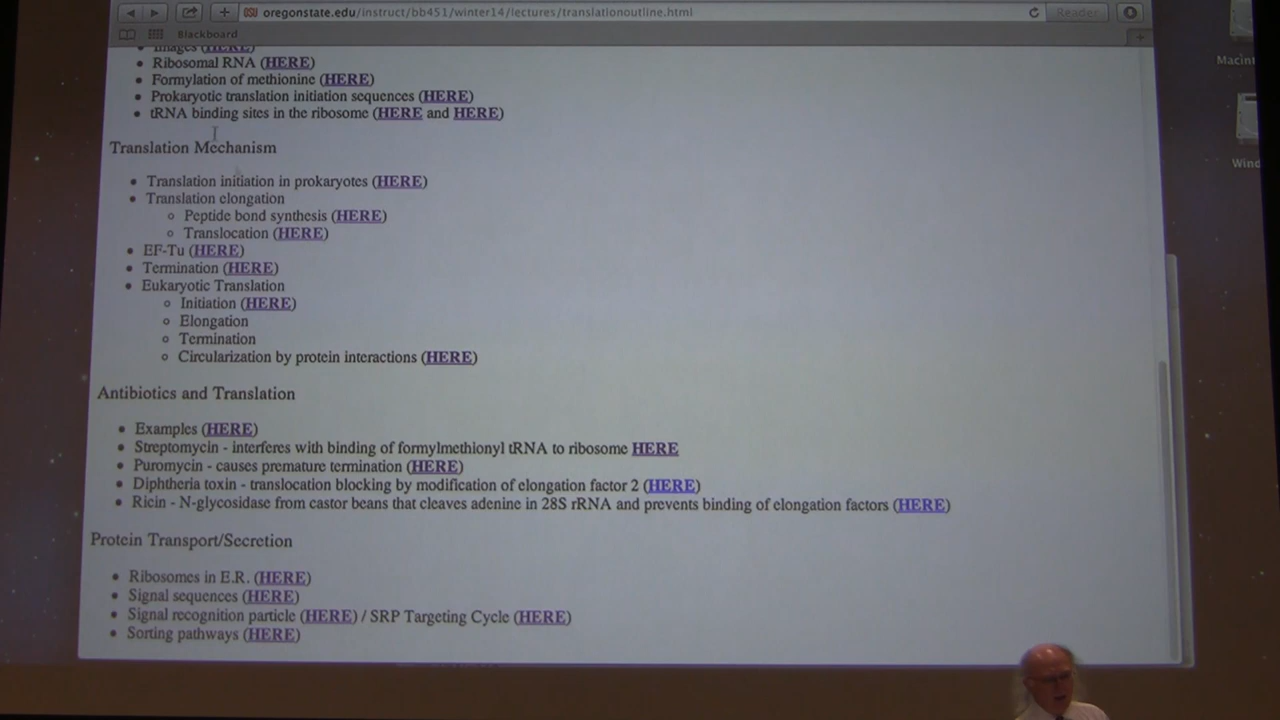 oregonstate.edu/instruct/bb451/winter14/lectures/translationoutline.html
Reader
Blackboard
Images (HERE)
Ribosomal RNA (HERE)
Formylation of methionine (HERE)
Prokaryotic translation initiation sequences (HERE)
tRNA binding sites in the ribosome (HERE and HERE)
Translation Mechanism
Translation initiation in prokaryotes (HERE)
Translation elongation
Peptide bond synthesis (HERE)
Translocation (HERE)
EF-Tu (HERE)
Termination (HERE)
Eukaryotic Translation
Initiation (HERE)
Elongation
Termination
Circularization by protein interactions (HERE)
Antibiotics and Translation
Examples (HERE)
Streptomycin - interferes with binding of formylmethionyl tRNA to ribosome HERE
Puromycin - causes premature termination (HERE)
Diphtheria toxin - translocation blocking by modification of elongation factor 2 (HERE)
Ricin - N-glycosidase from castor beans that cleaves adenine in 28S rRNA and prevents binding of elongation factors (HERE)
Protein Transport/Secretion
Ribosomes in E.R. (HERE)
Signal sequences (HERE)
Signal recognition particle (HERE) / SRP Targeting Cycle (HERE)
Sorting pathways (HERE)
Macint
Wind